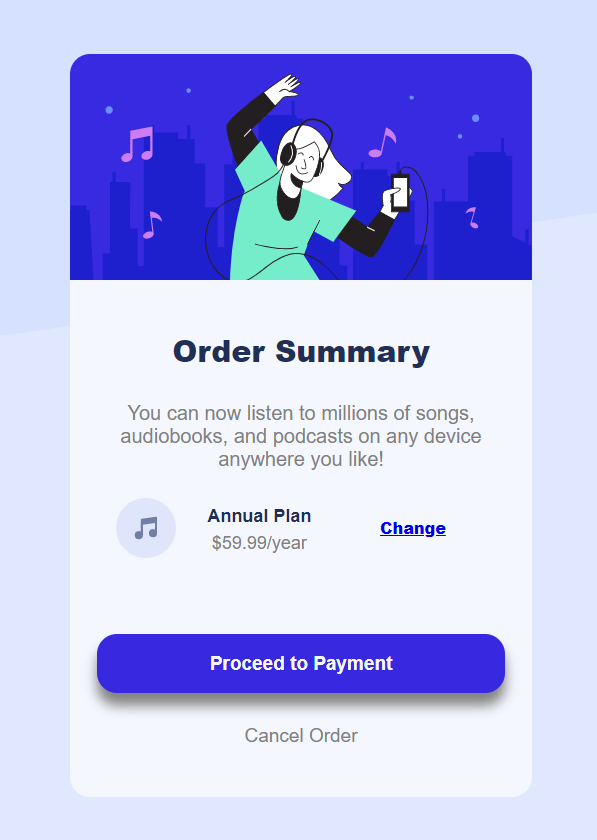 Order Summary
You can now listen to millions of songs,
audiobooks, and podcasts on any device
anywhere you like!
Annual Plan
$59.99/year
Change
Proceed to Payment
Cancel Order